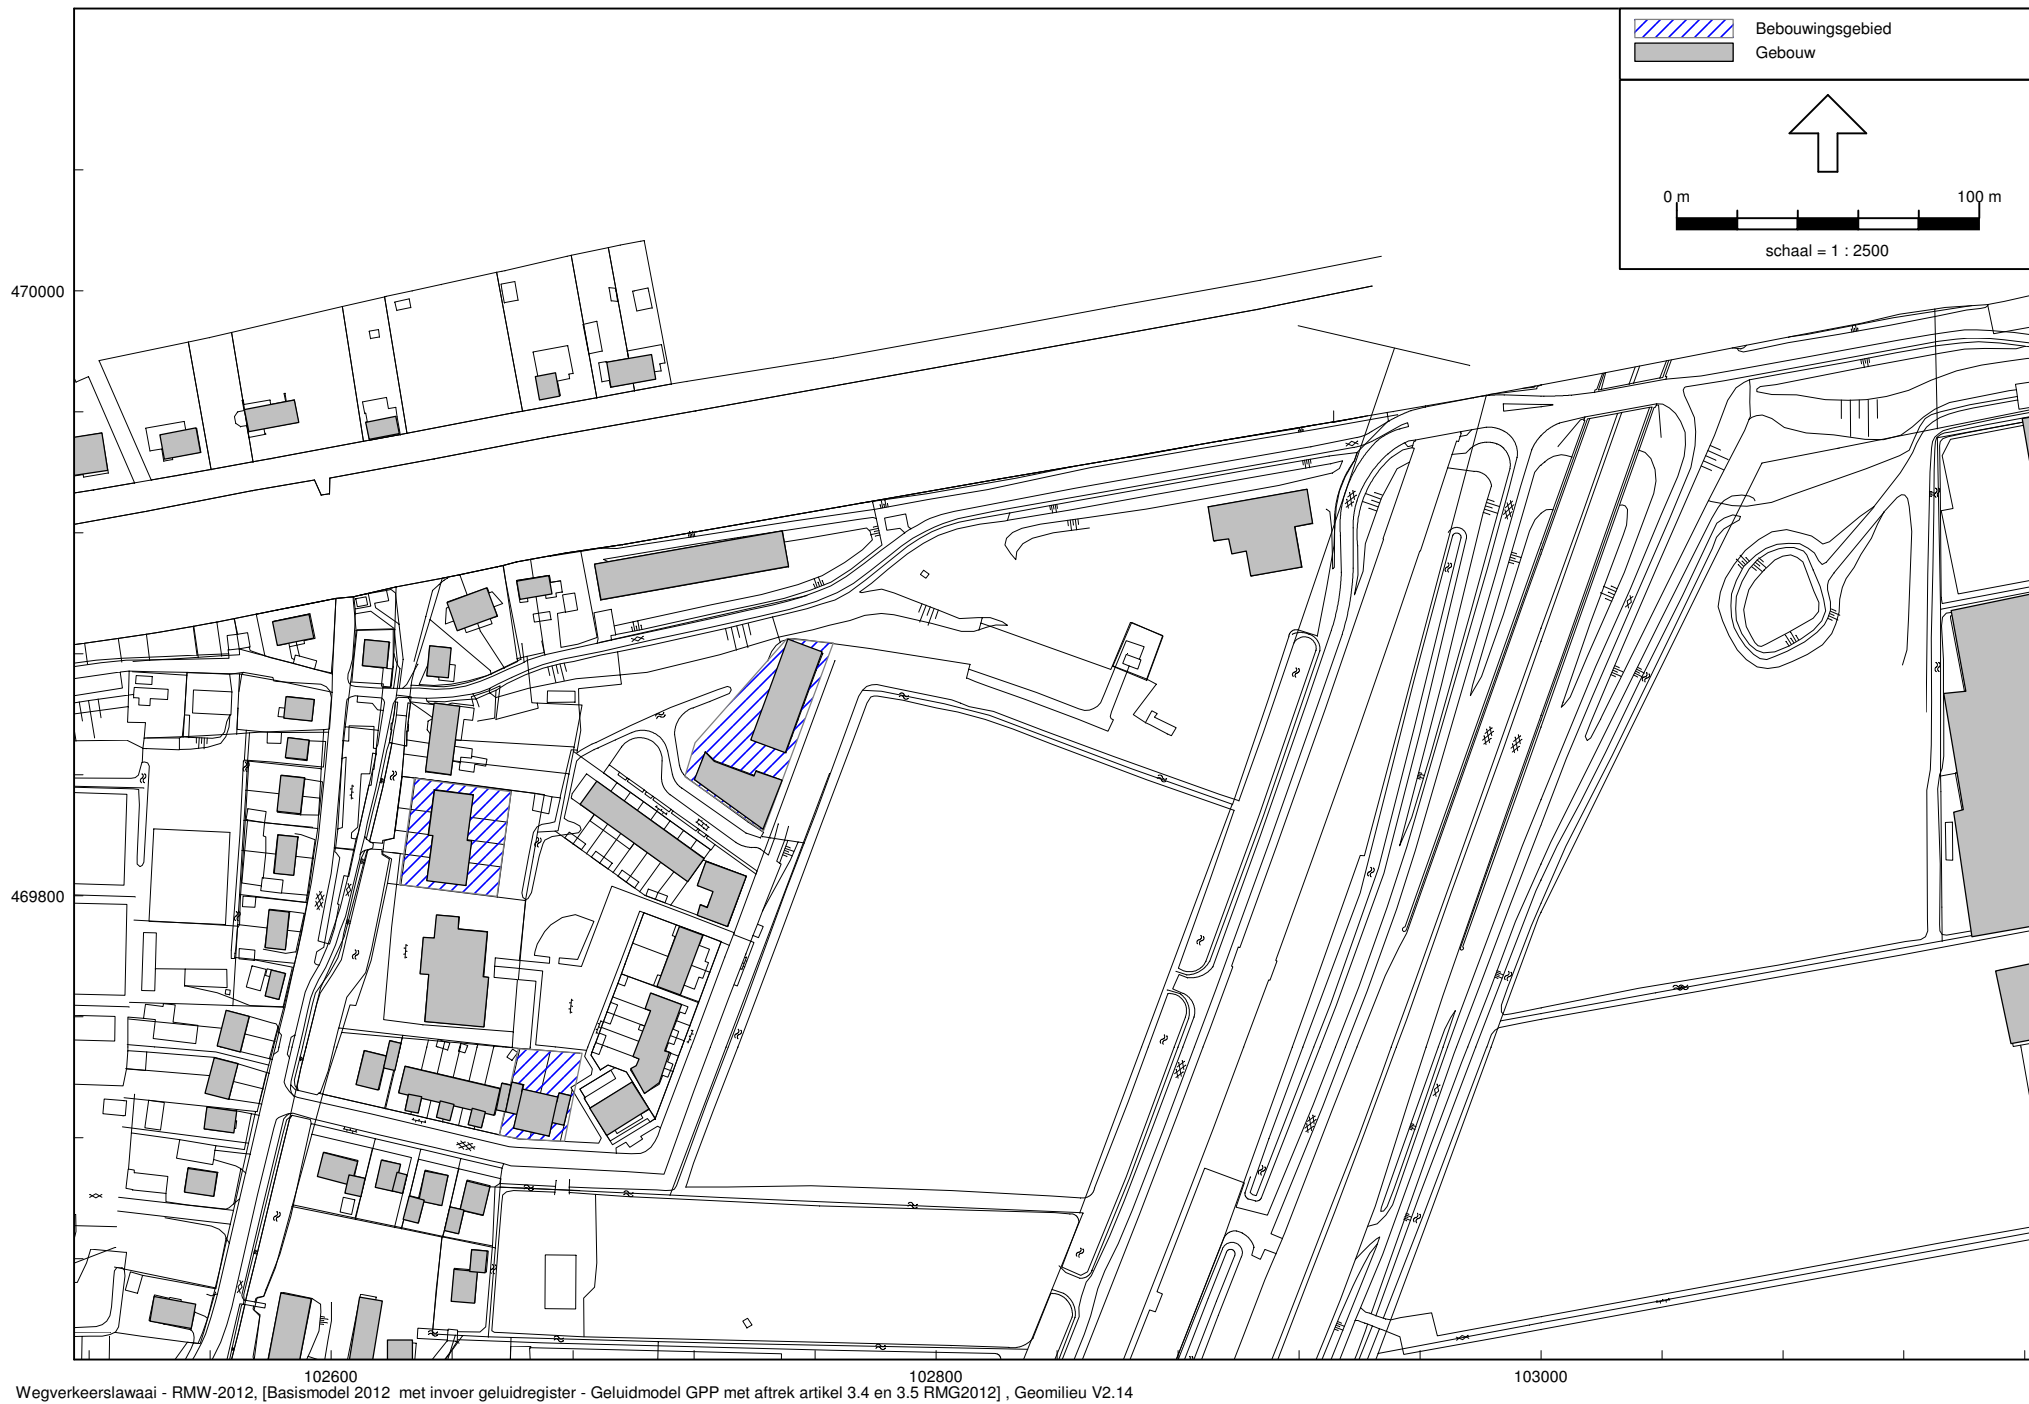 Bebouwingsgebied
Gebouw
0 m 100 m
schaal = 1 : 2500
470000
469800
102600 102800 103000
Wegverkeerslawaai - RMW-2012, [Basismodel 2012 met invoer geluidregister - Geluidmodel GPP met aftrek artikel 3.4 en 3.5 RMG2012] , Geomilieu V2.14